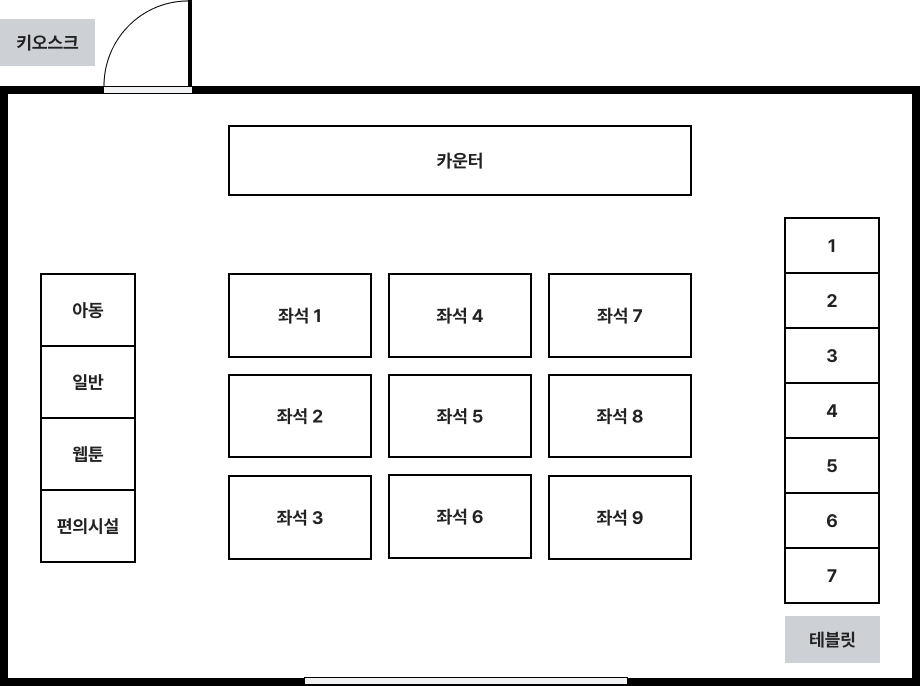 키오스크
카운터
아동
일반
웹툰
편의시설
좌석 1
좌석 4
좌석 7
좌석 2
좌석 5
좌석 8
좌석 3
좌석 6
좌석 9
1
2
3
4
5
6
7
테블릿